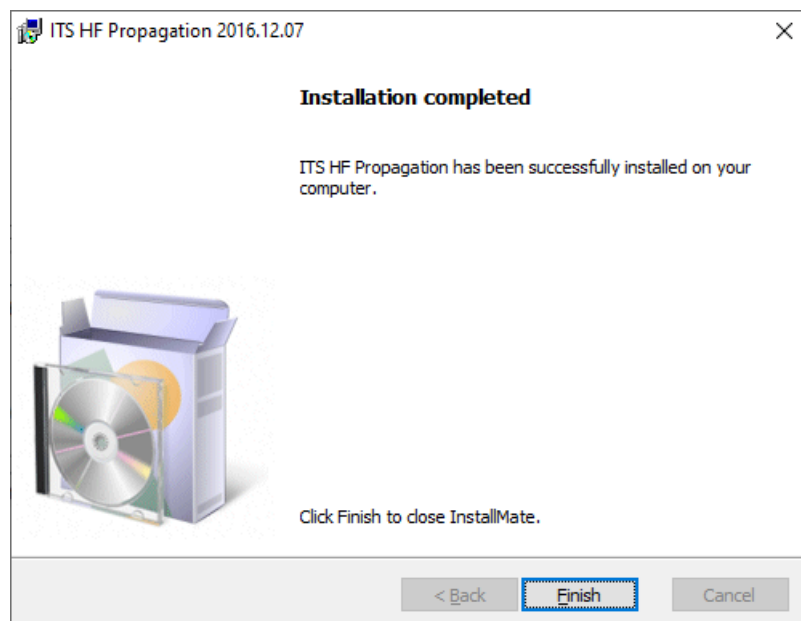 ITS HF Propagation 2016.12.07
Installation completed
ITS HF Propagation has been successfully installed on your
computer.
Click Finish to close InstallMate.
< Back
Finish
Cancel